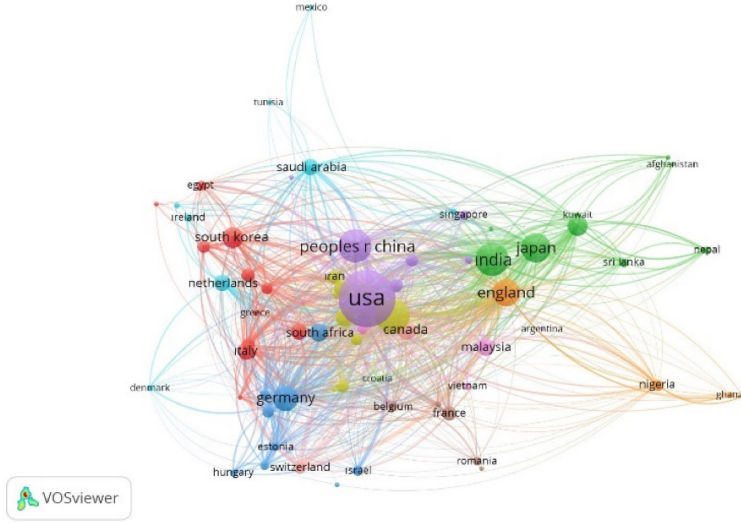 mexico
tunisia
saudi arabia
afghanistan
egypt
ireland
singapore
kuwait
south korea
peoples r china
india
japan
sri lanka
nepal
iran
netherlands
usa
england
greece
south africa
canada
argentina
italy
malaysia
croatia
denmark
vietnam
nigeria
ghana
germany
belgium
france
estonia
hungary
switzerland
israel
romania
VOSviewer